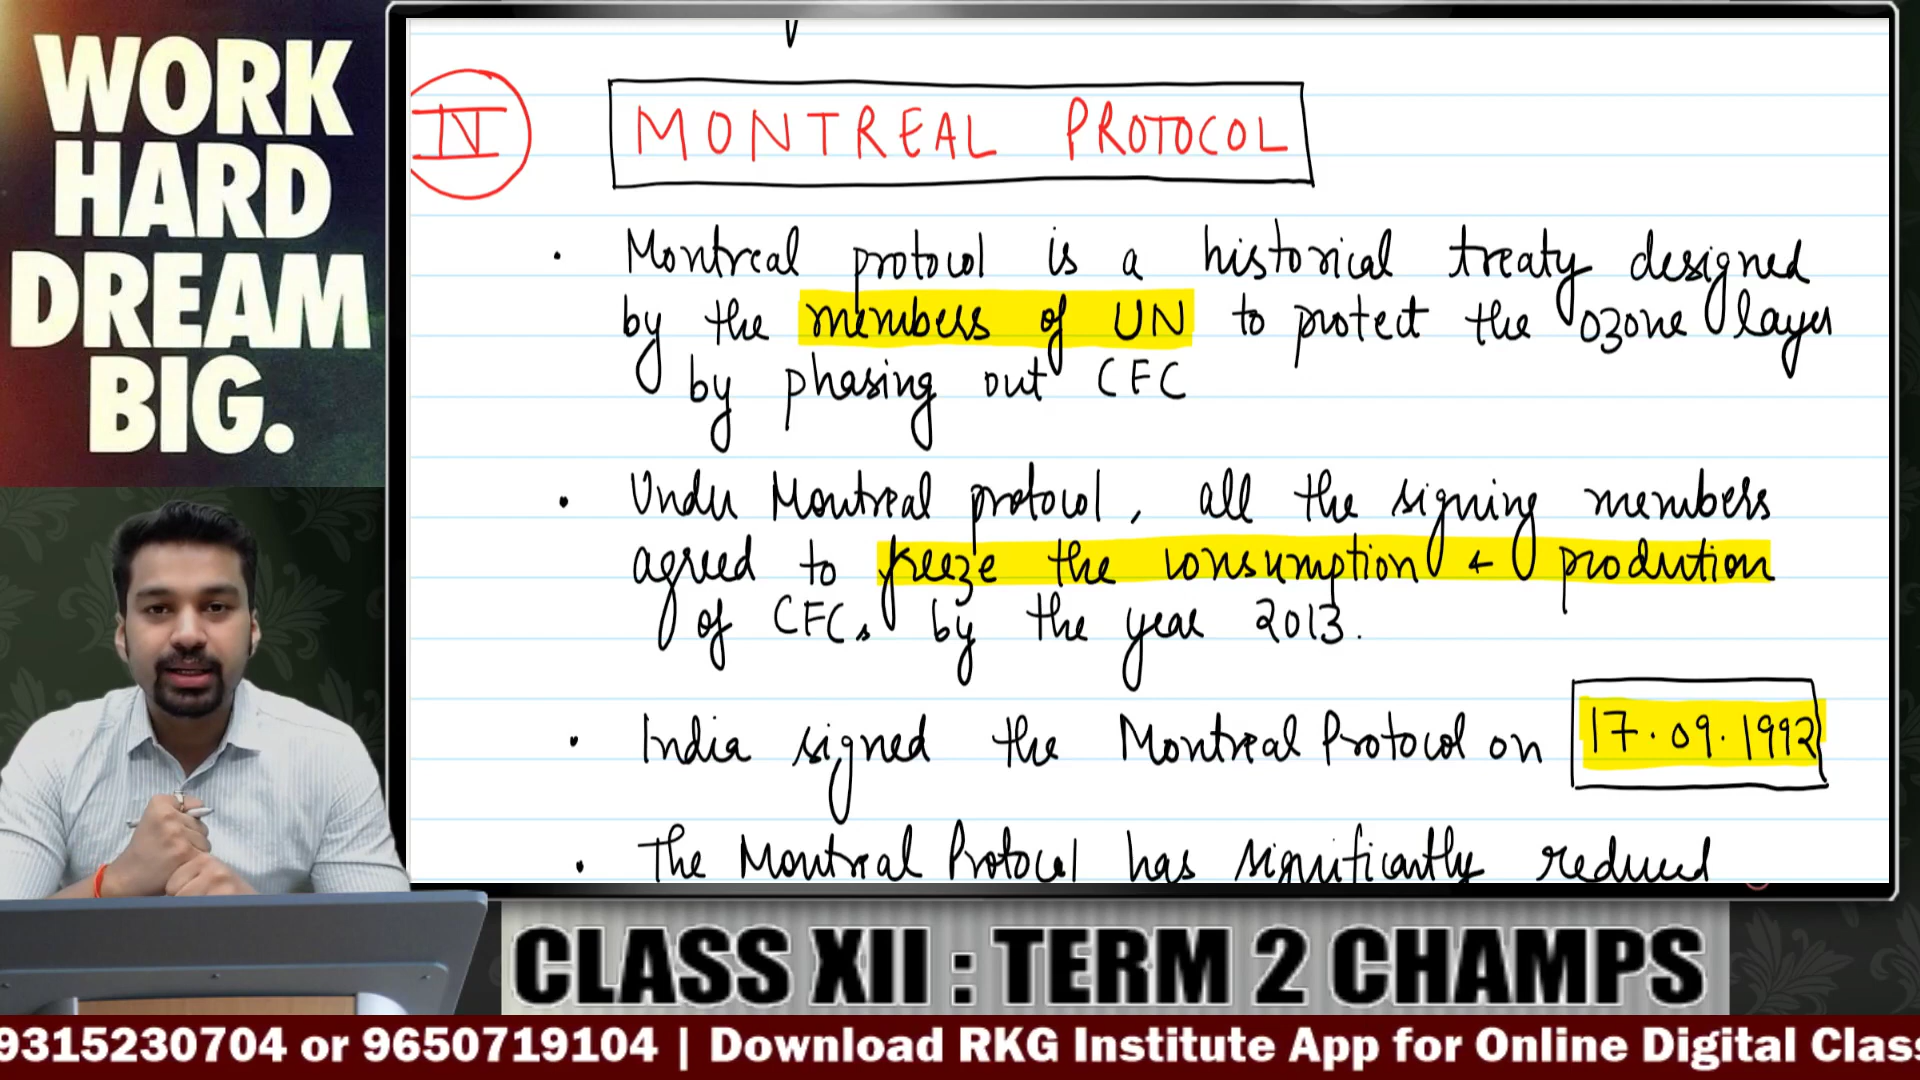 WORK
HARD
DREAM
BIG.
IV
MONTREAL PROTOCOL
• Montreal protocol is a historical treaty designed
by the members of UN to protect the ozone layer
by phasing out CFC
• Under Montreal protocol, all the signing members
agreed to freeze the consumption & prodution
of CFCs by the year 2013.
• India signed the Montreal Protocol on 17.09.1992
• The Montreal Protocol has significantly reduced
CLASS XII : TERM 2 CHAMPS
9315230704 or 9650719104 | Download RKG Institute App for Online Digital Class